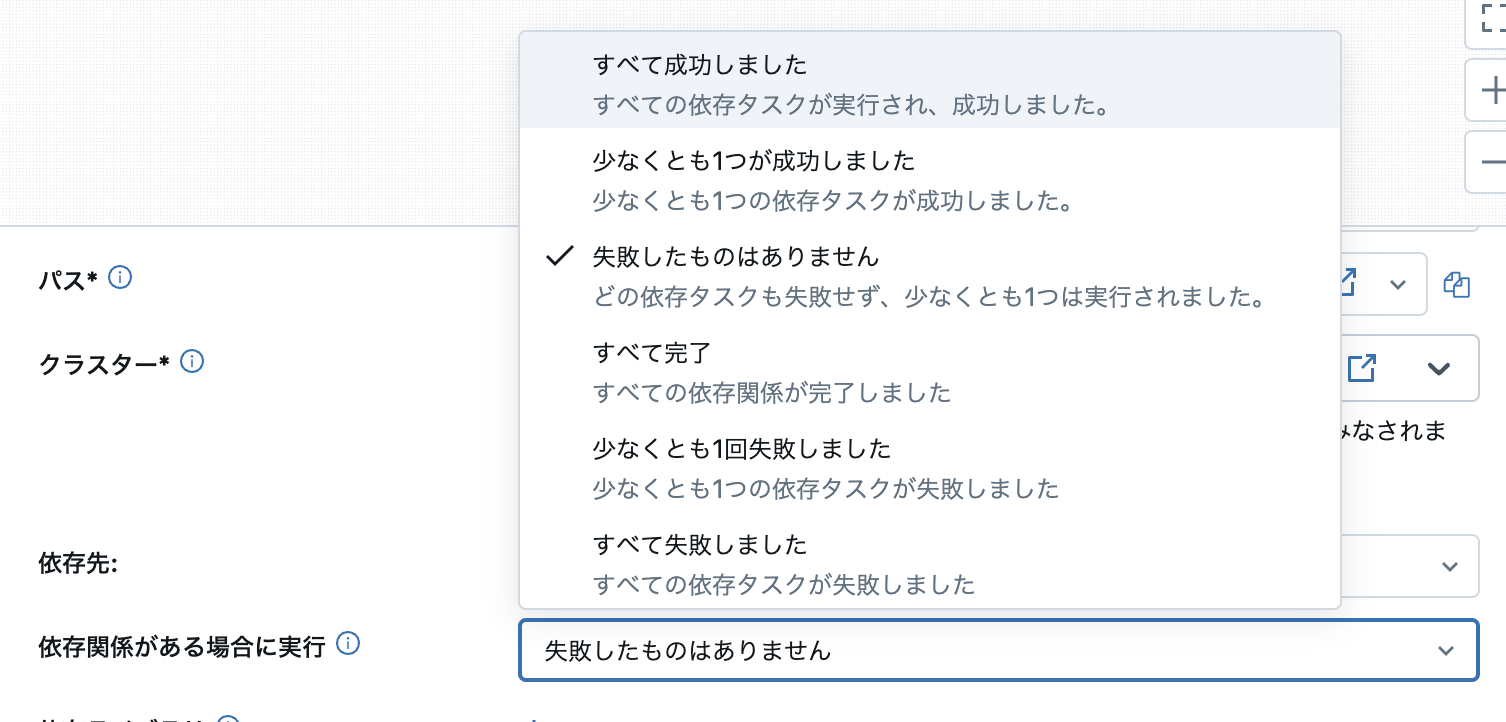 すべて成功しました
すべての依存タスクが実行され、成功しました。
少なくとも1つが成功しました
少なくとも1つの依存タスクが成功しました。
失敗したものはありません
どの依存タスクも失敗せず、少なくとも1つは実行されました。
すべて完了
すべての依存関係が完了しました
少なくとも1回失敗しました
少なくとも1つの依存タスクが失敗しました
すべて失敗しました
すべての依存タスクが失敗しました
パス*
クラスター*
みなされま
依存先:
依存関係がある場合に実行
失敗したものはありません